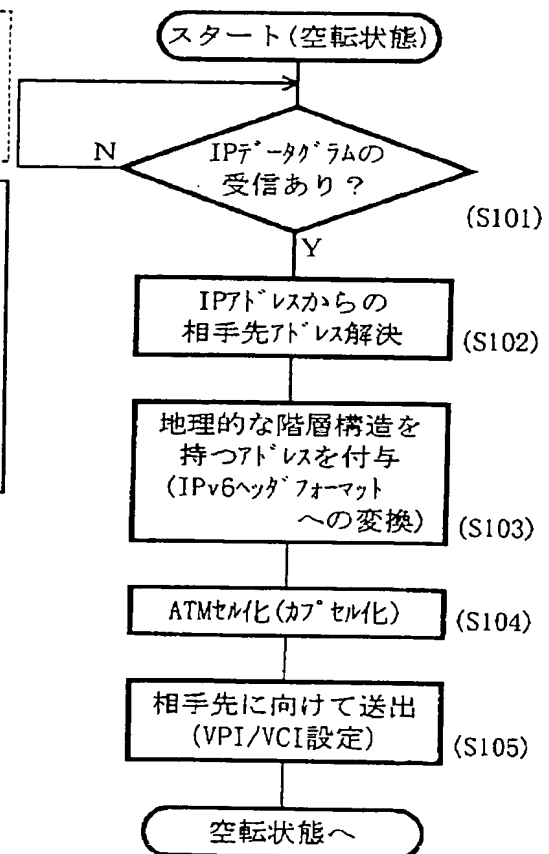 スタート(空転状態)
N
IPデータグラムの
受信あり？
(S101)
Y
IPアドレスからの
相手先アドレス解決
(S102)
地理的な階層構造を
持つアドレスを付与
(IPv6ヘッダフォーマット
への変換)
(S103)
ATMセル化(カプセル化)
(S104)
相手先に向けて送出
(VPI/VCI設定)
(S105)
空転状態へ